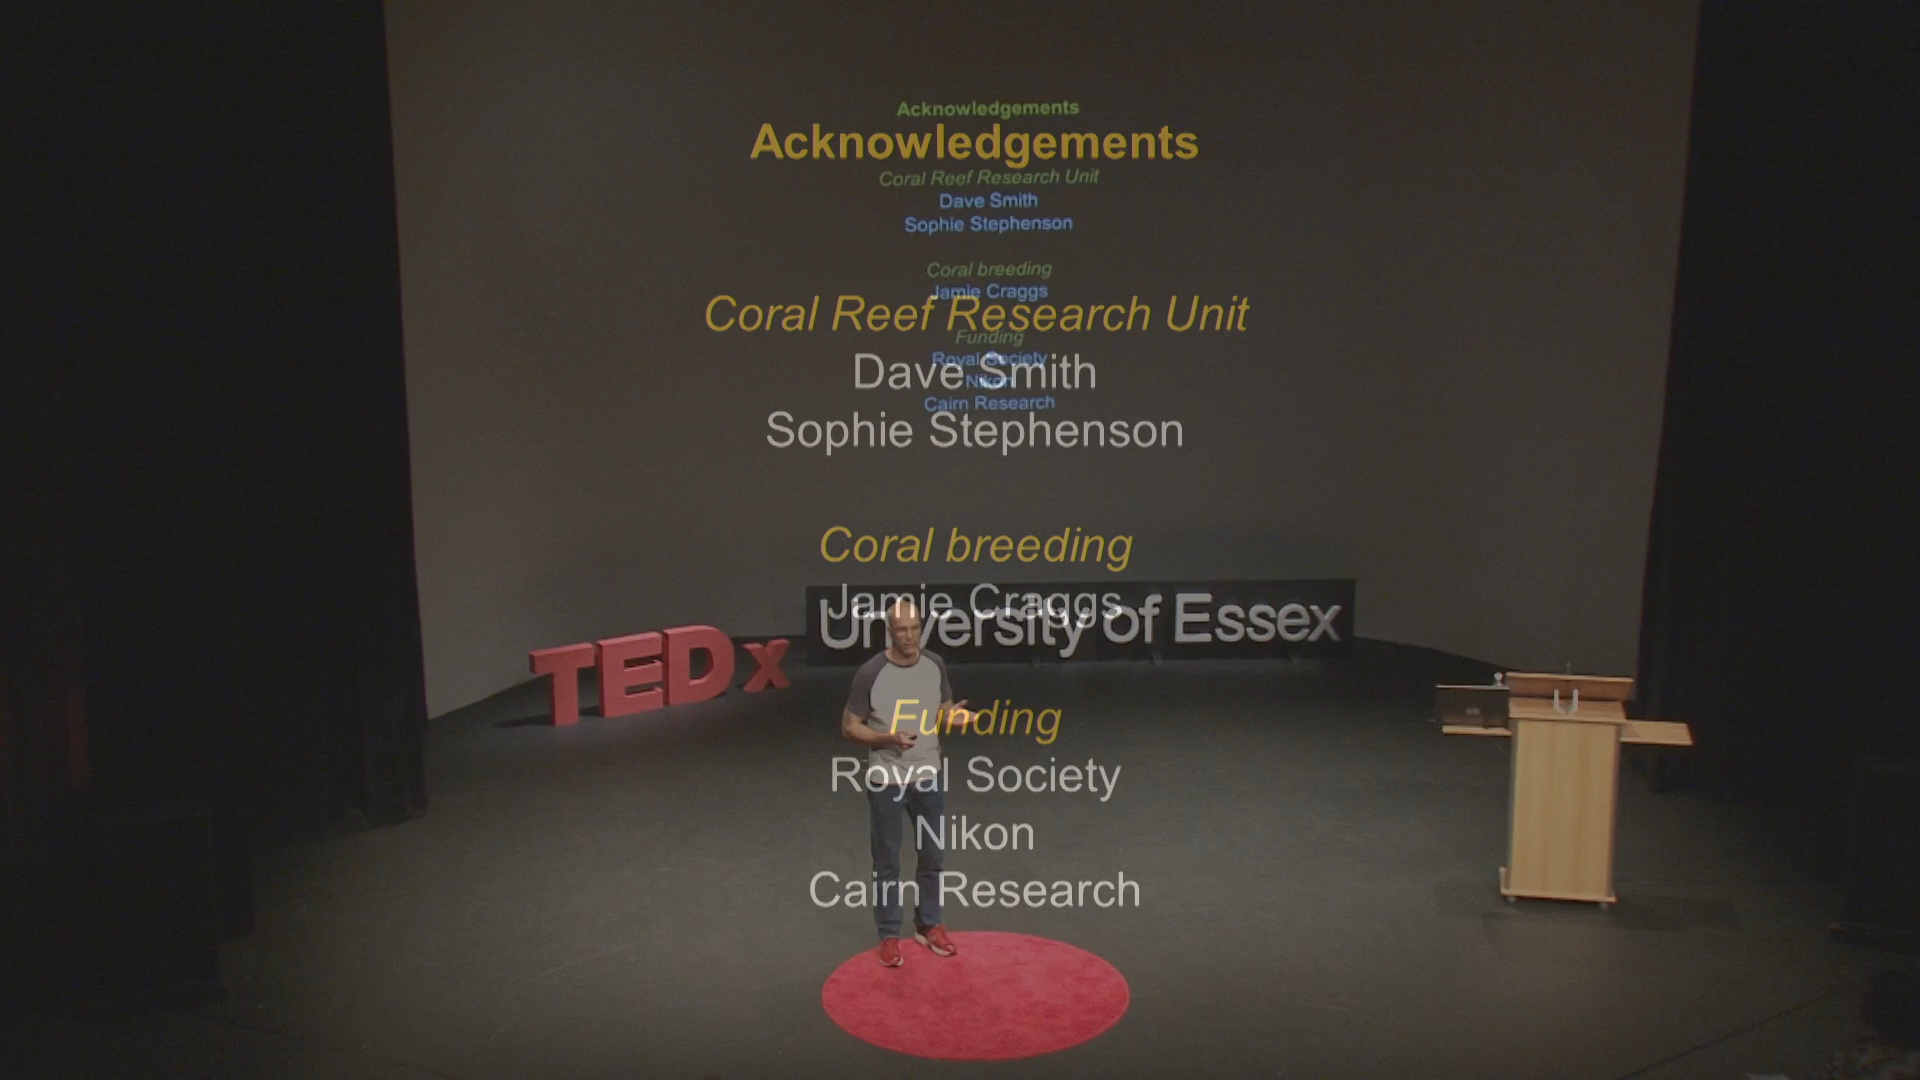 Acknowledgements
Acknowledgements
Coral Reef Research Unit
Dave Smith
Sophie Stephenson
Coral breeding
Jamie Craggs
Coral Reef Research Unit
Funding
Royal Society
Nikon
Cairn Research
Dave Smith
Sophie Stephenson
Coral breeding
Jamie Craggs
TEDx University of Essex
Funding
Royal Society
Nikon
Cairn Research